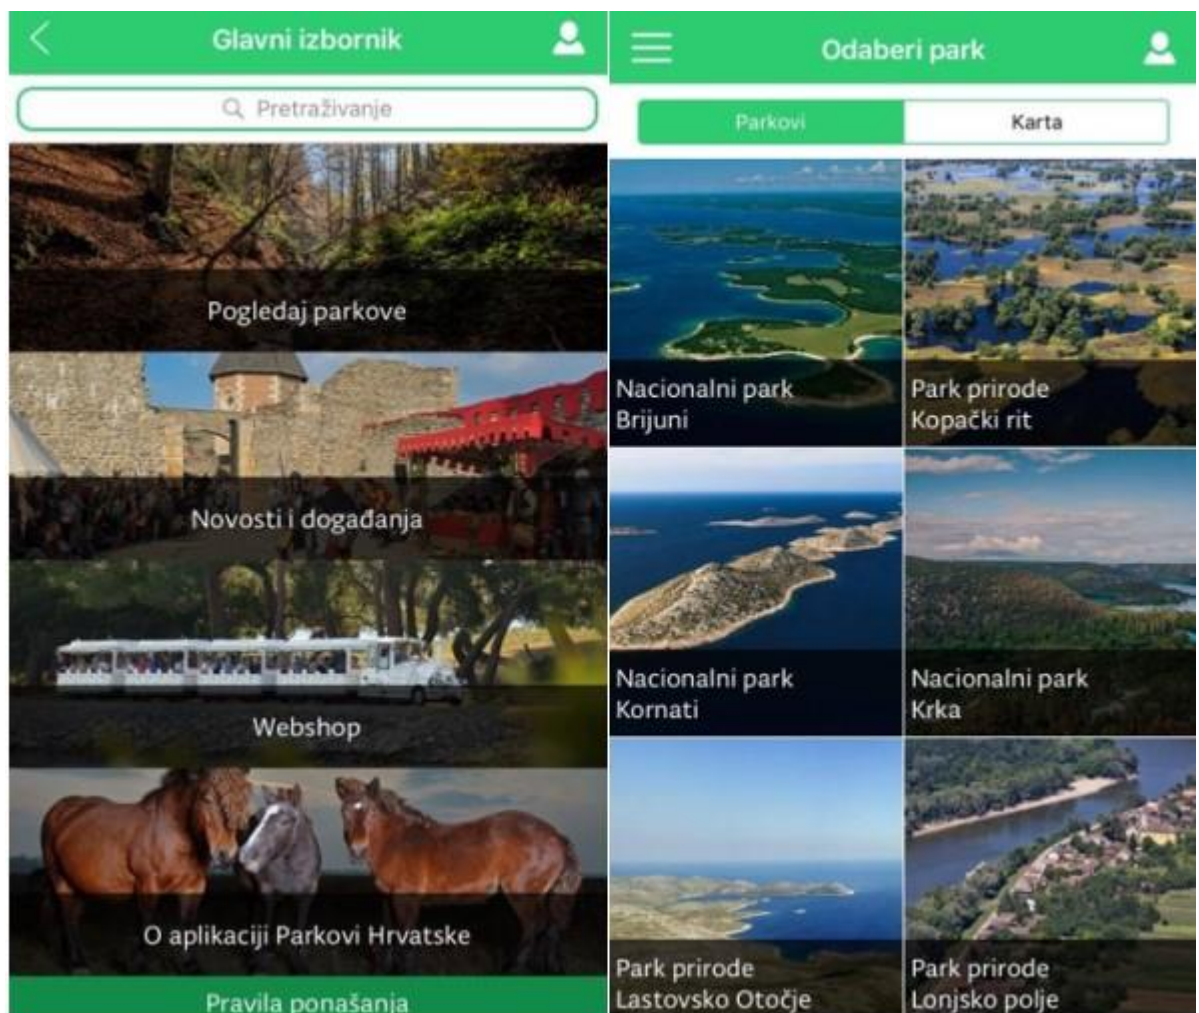 Glavni izbornik
Pretraživanje
Pogledaj parkove
Novosti i događanja
Webshop
O aplikaciji Parkovi Hrvatske
Pravila ponašanja
Odaberi park
Parkovi
Karta
Nacionalni park
Brijuni
Park prirode
Kopački rit
Nacionalni park
Kornati
Nacionalni park
Krka
Park prirode
Lastovsko Otočje
Park prirode
Lonjsko polje